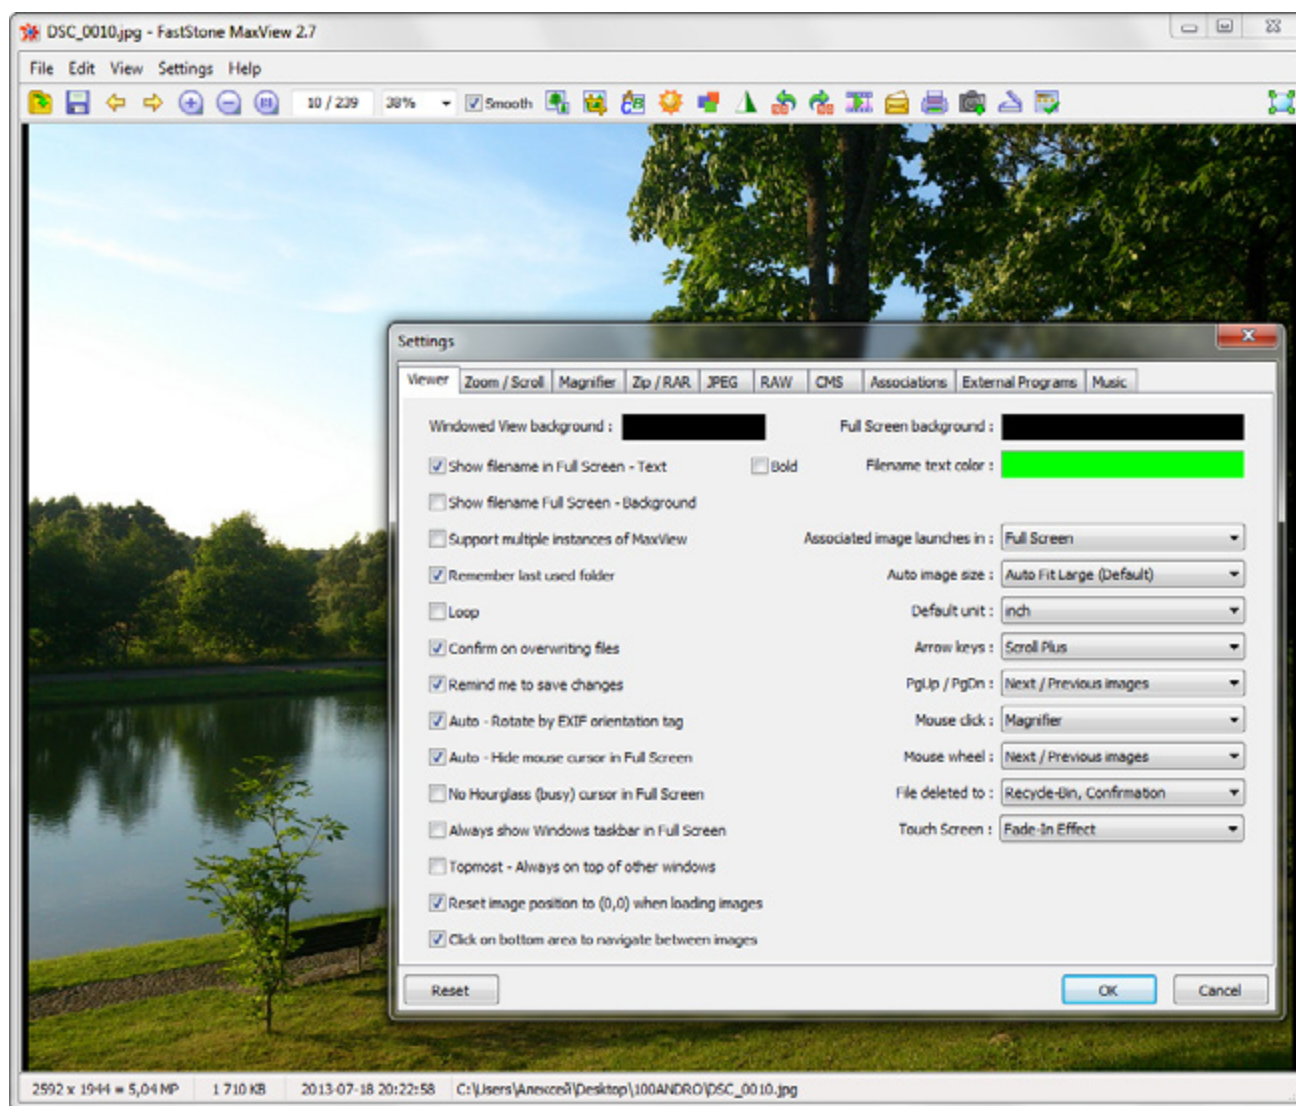 DSC_0010.jpg - FastStone MaxView 2.7
File Edit View Settings Help
10 / 239 38% Smooth
Settings
Viewer Zoom / Scroll Magnifier Zip / RAR JPEG RAW CMS Associations External Programs Music
Windowed View background : Full Screen background :
Show filename in Full Screen - Text Bold Filename text color :
Show filename Full Screen - Background
Support multiple instances of MaxView Associated image launches in : Full Screen
Remember last used folder Auto image size : Auto Fit Large (Default)
Loop Default unit : inch
Confirm on overwriting files Arrow keys : Scroll Plus
Remind me to save changes PgUp / PgDn : Next / Previous images
Auto - Rotate by EXIF orientation tag Mouse click : Magnifier
Auto - Hide mouse cursor in Full Screen Mouse wheel : Next / Previous images
No Hourglass (busy) cursor in Full Screen File deleted to : Recycle-Bin, Confirmation
Always show Windows taskbar in Full Screen Touch Screen : Fade-In Effect
Topmost - Always on top of other windows
Reset image position to (0,0) when loading images
Click on bottom area to navigate between images
Reset OK Cancel
2592 x 1944 = 5,04 MP 1 710 KB 2013-07-18 20:22:58 C:\Users\Алексей\Desktop\100ANDRO\DSC_0010.jpg